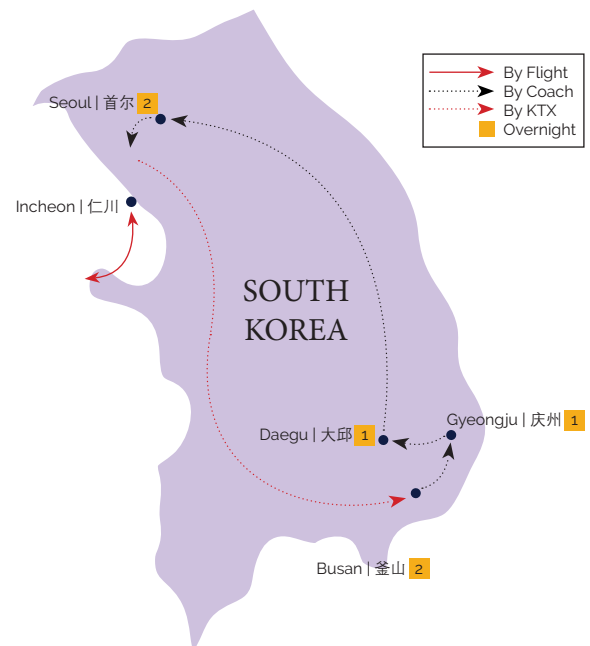 By Flight
By Coach
By KTX
Overnight
Seoul | 首尔 2
Incheon | 仁川
SOUTH
KOREA
Gyeongju | 庆州 1
Daegu | 大邱 1
Busan | 釜山 2